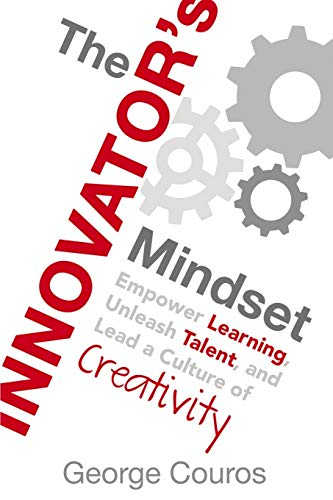 The
INNOVATOR's
Mindset
Empower Learning,
Unleash Talent, and
Lead a Culture of
Creativity
George Couros